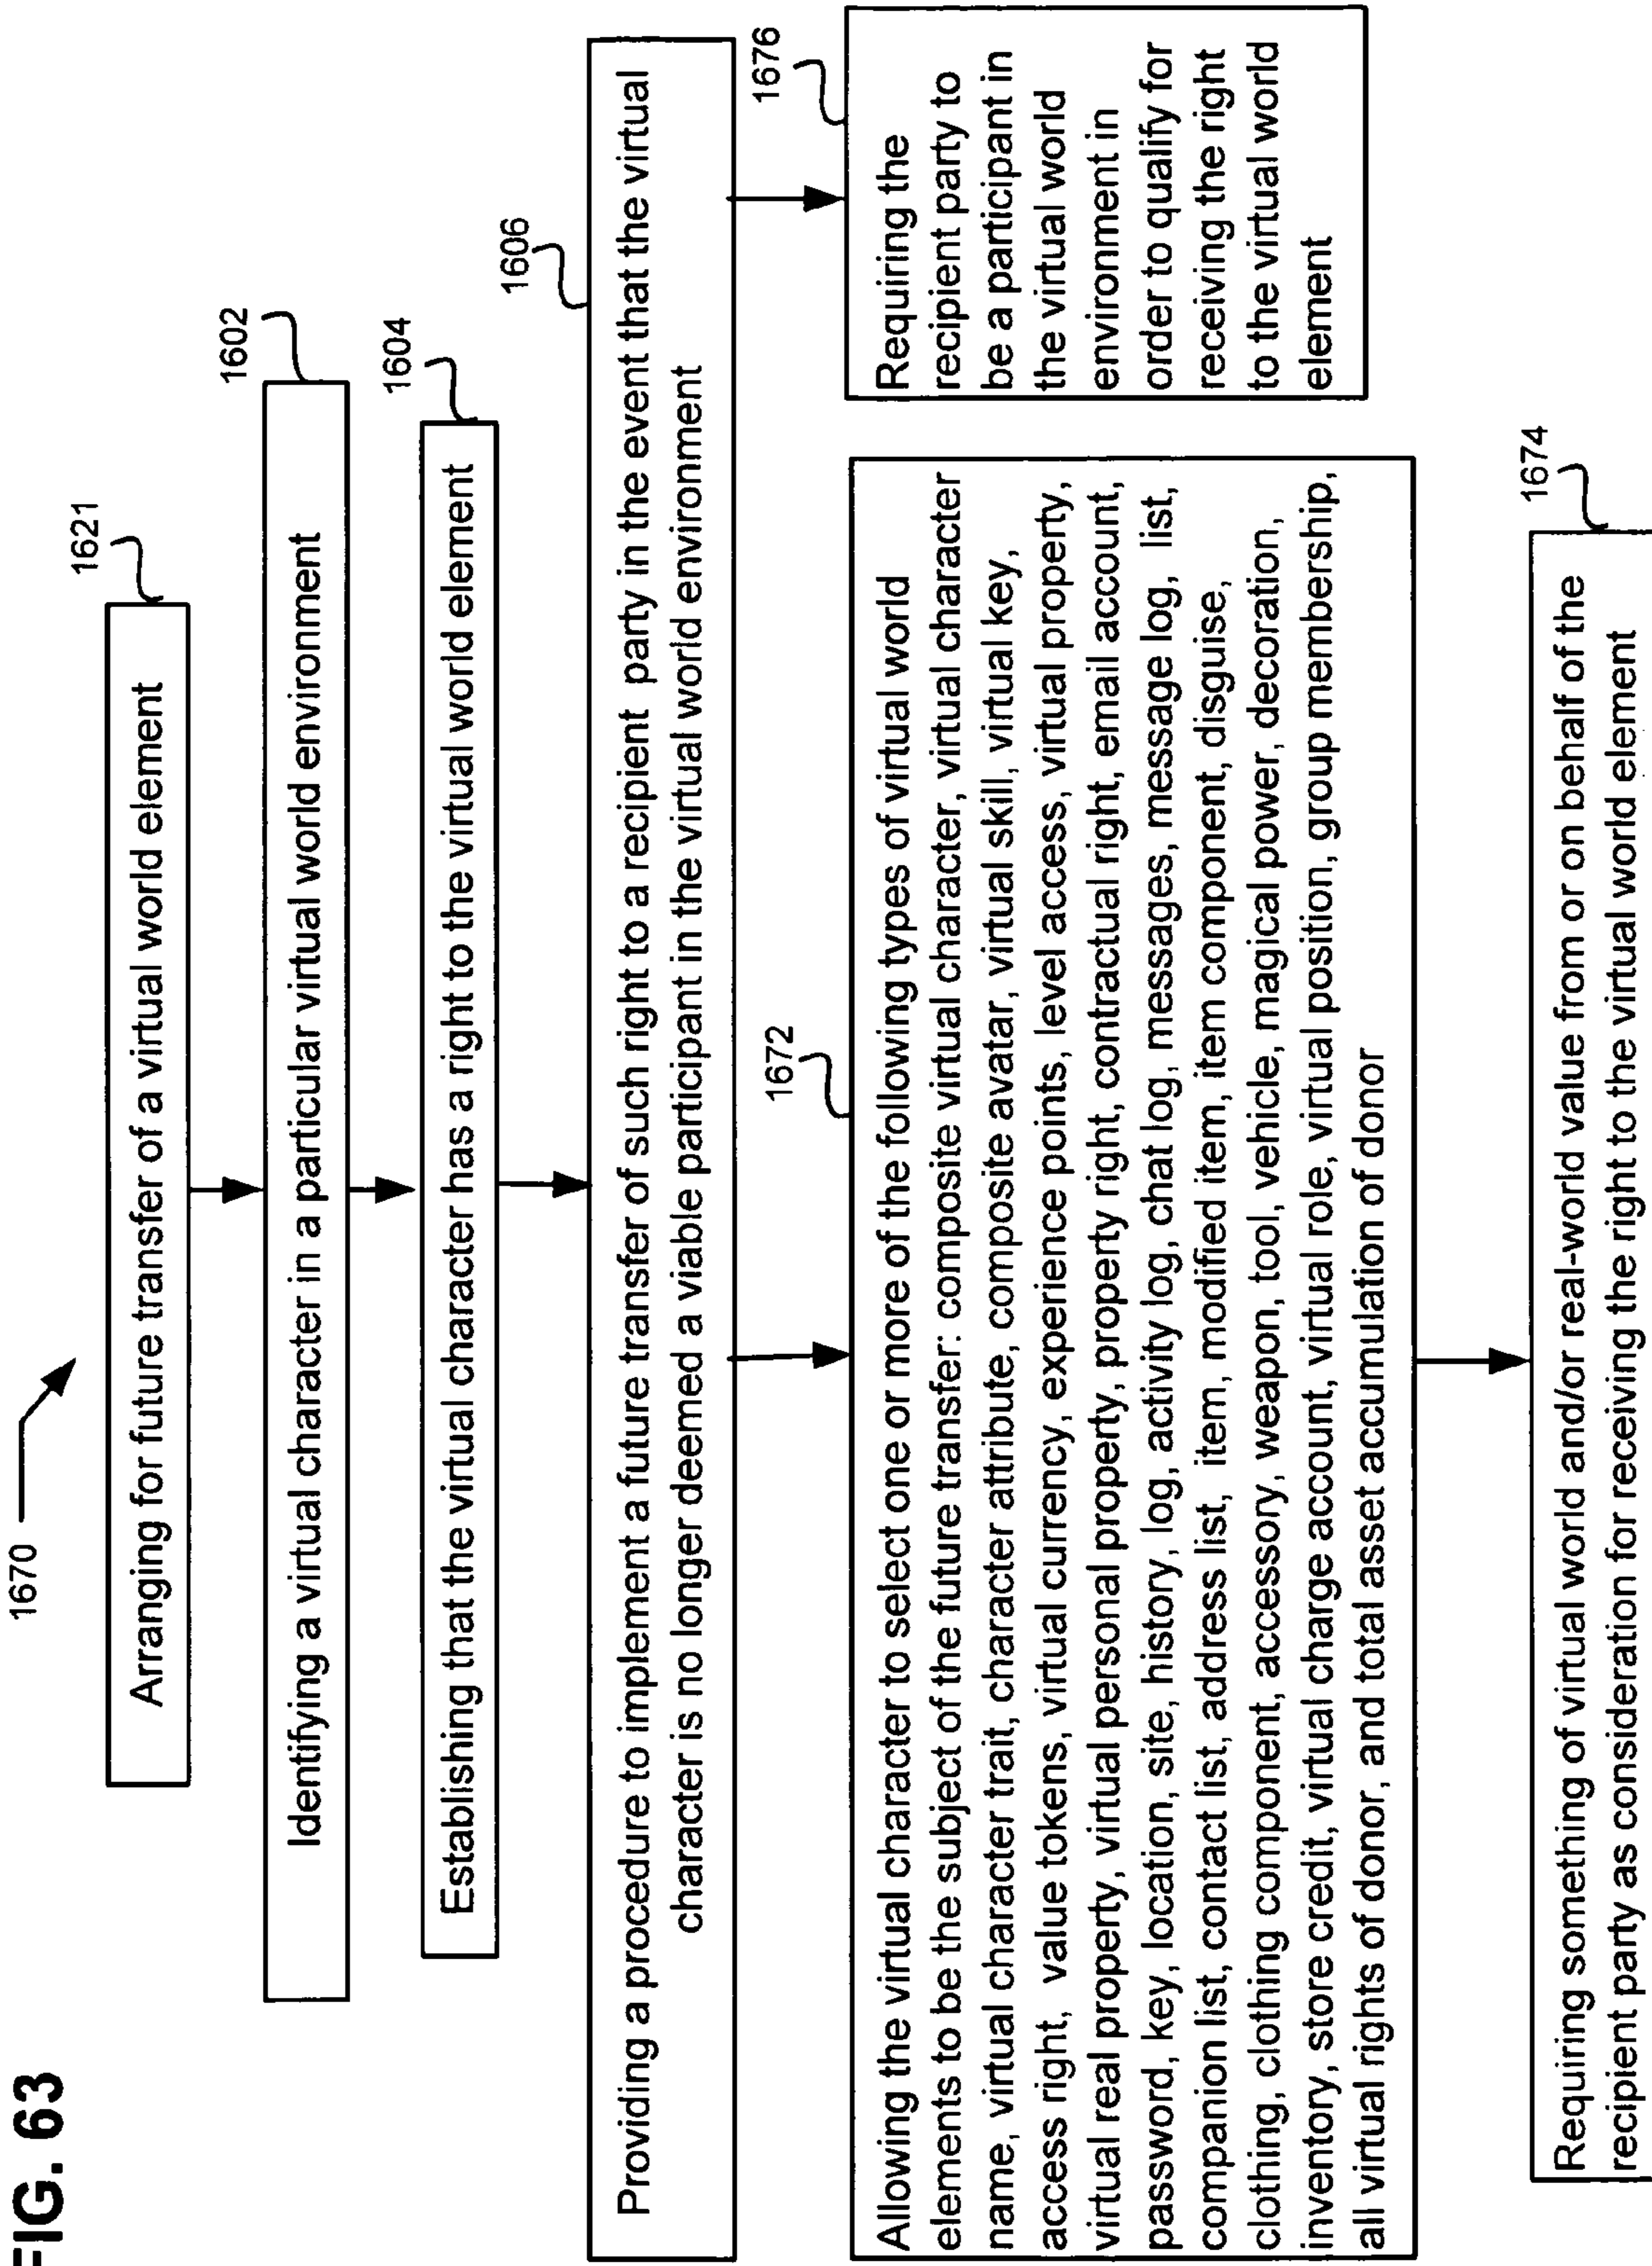 FIG. 63
1670
1621
Arranging for future transfer of a virtual world element
1602
Identifying a virtual character in a particular virtual world environment
1604
Establishing that the virtual character has a right to the virtual world element
1606
Providing a procedure to implement a future transfer of such right to a recipient party in the event that the virtual
character is no longer deemed a viable participant in the virtual world environment
1672
Allowing the virtual character to select one or more of the following types of virtual world
elements to be the subject of the future transfer: composite virtual character, virtual character
name, virtual character trait, character attribute, composite avatar, virtual skill, virtual key,
access right, value tokens, virtual currency, experience points, level access, virtual property,
virtual real property, virtual personal property, property right, contractual right, email account,
password, key, location, site, history, log, activity log, chat log, messages, message log, list,
companion list, contact list, address list, item, modified item, item component, disguise,
clothing, clothing component, accessory, weapon, tool, vehicle, magical power, decoration,
inventory, store credit, virtual charge account, virtual role, virtual position, group membership,
all virtual rights of donor, and total asset accumulation of donor
1676
Requiring the
recipient party to
be a participant in
the virtual world
environment in
order to qualify for
receiving the right
to the virtual world
element
1674
Requiring something of virtual world and/or real-world value from or on behalf of the
recipient party as consideration for receiving the right to the virtual world element